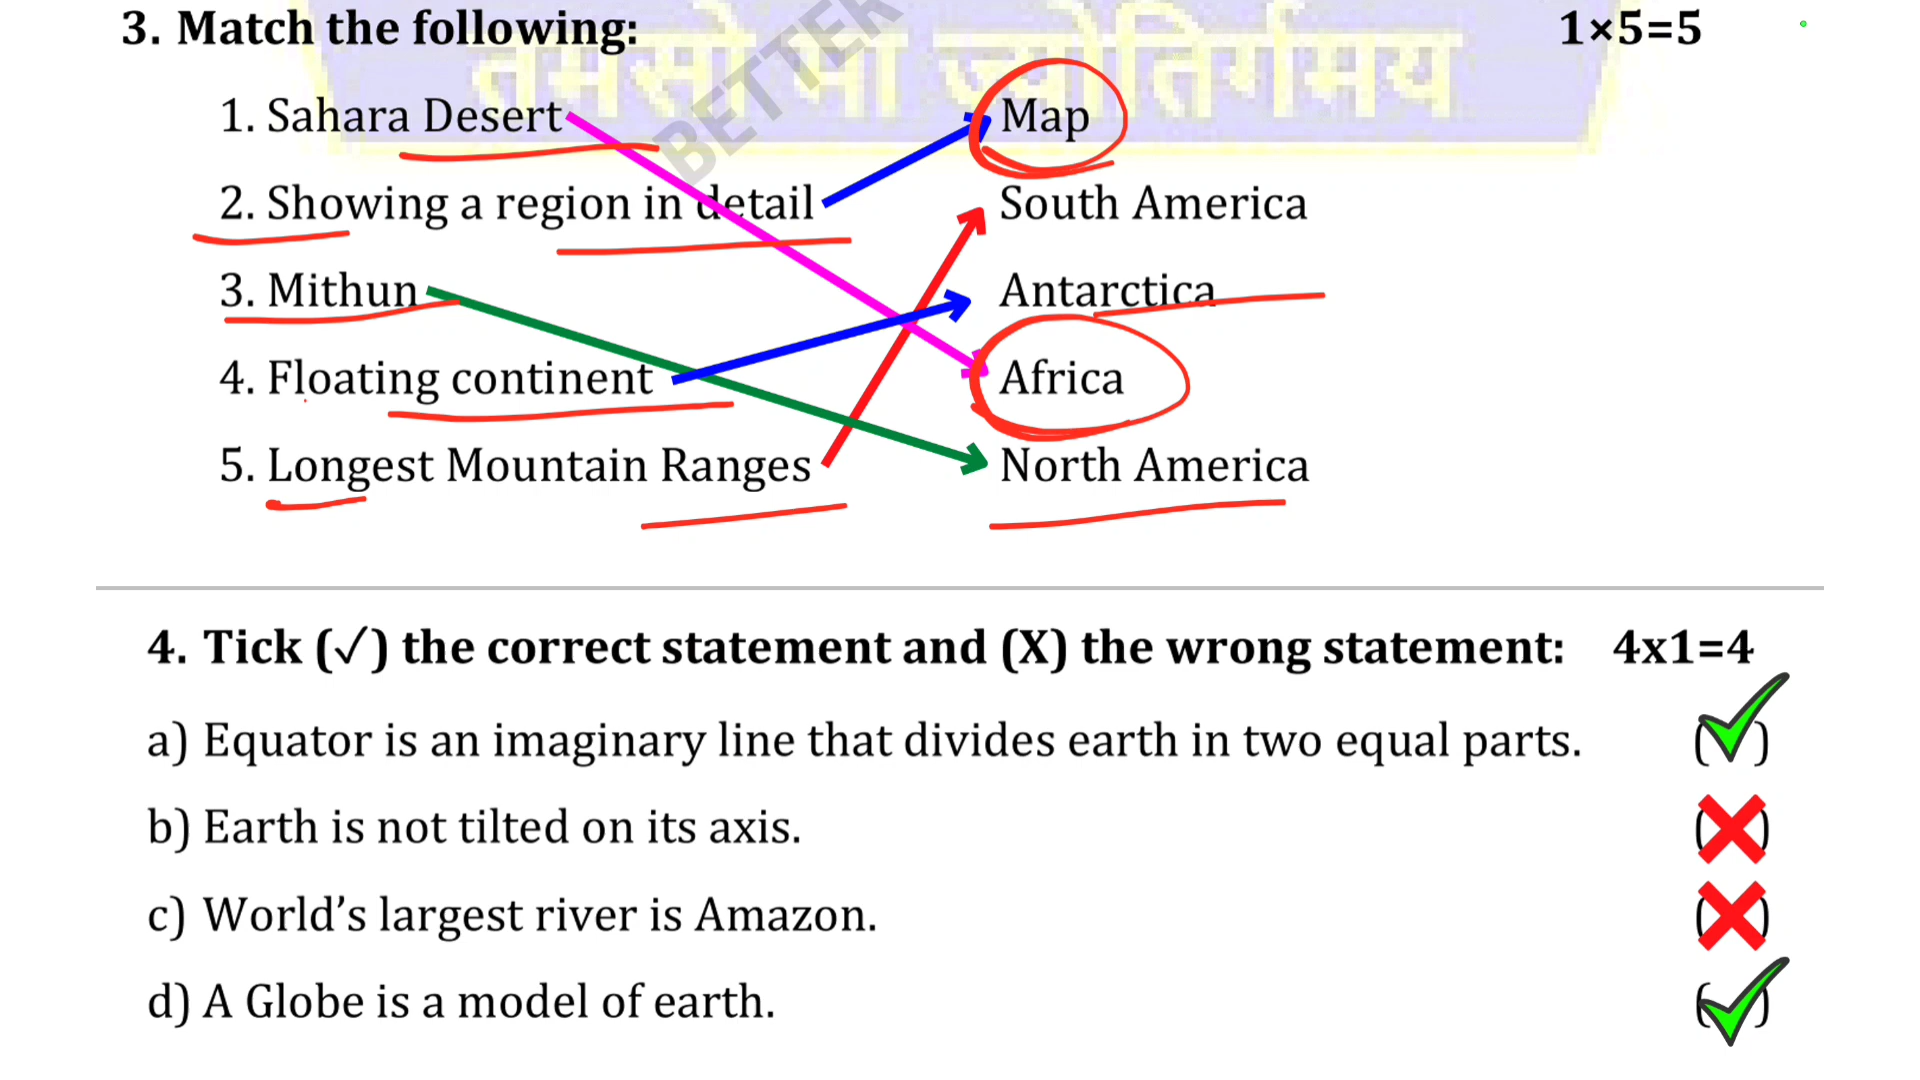 तमसो मा ज्योतिर्गमय
BETTER
3. Match the following: 1×5=5
1. Sahara Desert Map
2. Showing a region in detail South America
3. Mithun Antarctica
4. Floating continent Africa
5. Longest Mountain Ranges North America
4. Tick (✓) the correct statement and (X) the wrong statement: 4x1=4
a) Equator is an imaginary line that divides earth in two equal parts. (✓)
b) Earth is not tilted on its axis. (X)
c) World’s largest river is Amazon. (X)
d) A Globe is a model of earth. (✓)